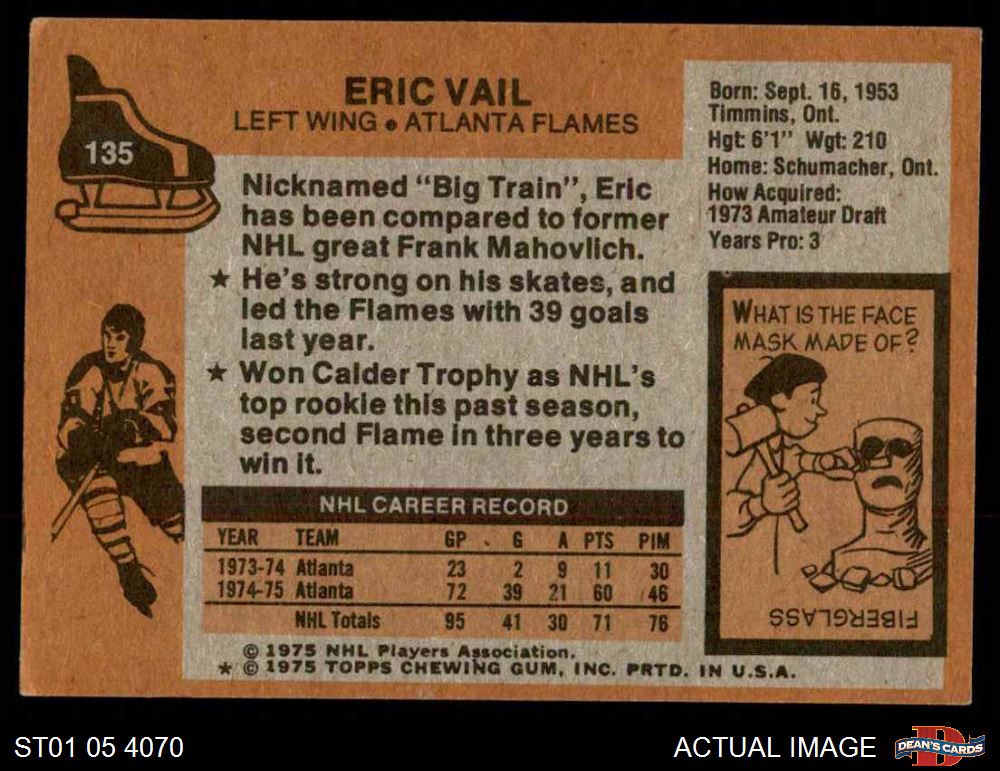 135
ERIC VAIL
LEFT WING • ATLANTA FLAMES
Nicknamed "Big Train", Eric
has been compared to former
NHL great Frank Mahovlich.
★ He's strong on his skates, and
led the Flames with 39 goals
last year.
★ Won Calder Trophy as NHL's
top rookie this past season,
second Flame in three years to
win it.
Born: Sept. 16, 1953
Timmins, Ont.
Hgt: 6'1" Wgt: 210
Home: Schumacher, Ont.
How Acquired:
1973 Amateur Draft
Years Pro: 3
WHAT IS THE FACE
MASK MADE OF?
FIBERGLASS
NHL CAREER RECORD
YEAR TEAM GP G A PTS PIM
1973-74 Atlanta 23 2 9 11 30
1974-75 Atlanta 72 39 21 60 46
NHL Totals 95 41 30 71 76
© 1975 NHL Players Association.
★ © 1975 TOPPS CHEWING GUM, INC. PRTD. IN U.S.A.
ST01 05 4070
ACTUAL IMAGE
D
DEAN'S CARDS